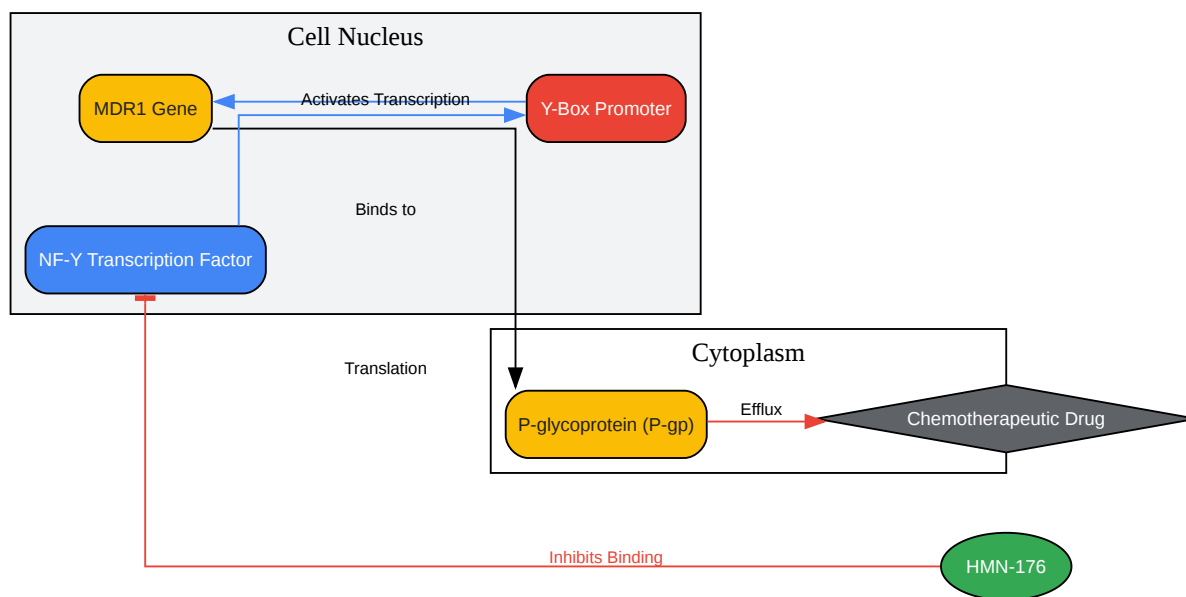 Cell Nucleus
MDR1 Gene
Activates Transcription
Y-Box Promoter
Binds to
NF-Y Transcription Factor
Translation
Cytoplasm
P-glycoprotein (P-gp)
Efflux
Chemotherapeutic Drug
Inhibits Binding
HMN-176